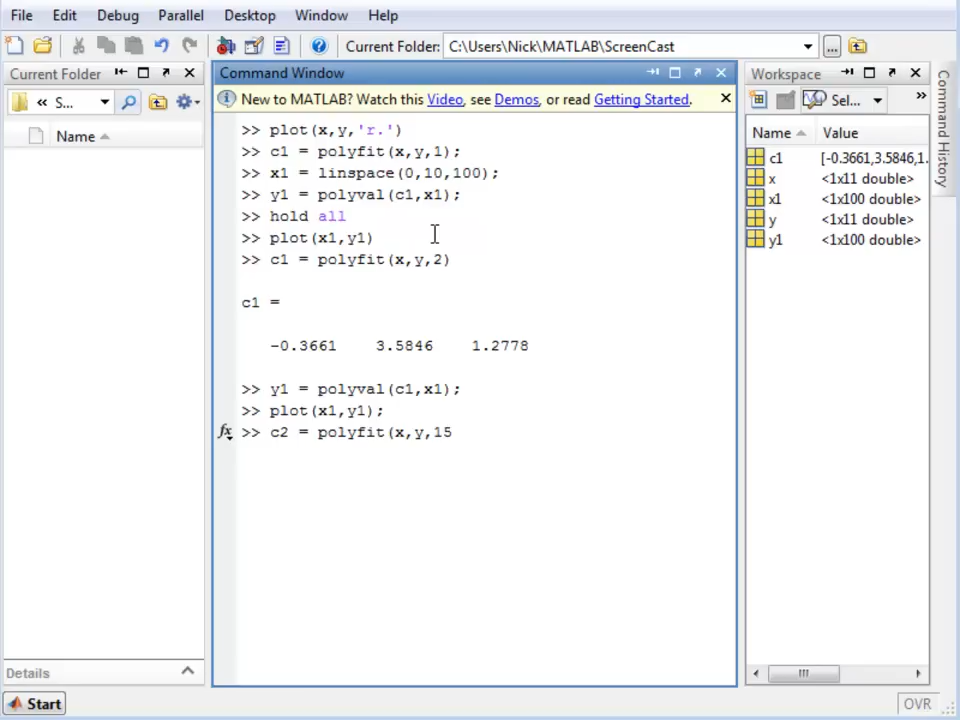 File Edit Debug Parallel Desktop Window Help
Current Folder: C:\Users\Nick\MATLAB\ScreenCast ...
Current Folder
« S...
Name
Details
Command Window
New to MATLAB? Watch this Video, see Demos, or read Getting Started.
>> plot(x,y,'r.')
>> c1 = polyfit(x,y,1);
>> x1 = linspace(0,10,100);
>> y1 = polyval(c1,x1);
>> hold all
>> plot(x1,y1)
>> c1 = polyfit(x,y,2)
c1 =
-0.3661 3.5846 1.2778
>> y1 = polyval(c1,x1);
>> plot(x1,y1);
fx >> c2 = polyfit(x,y,15
Workspace
Sel... »
Name Value
c1 [-0.3661,3.5846,1.
x <1x11 double>
x1 <1x100 double>
y <1x11 double>
y1 <1x100 double>
Command History
Start
OVR